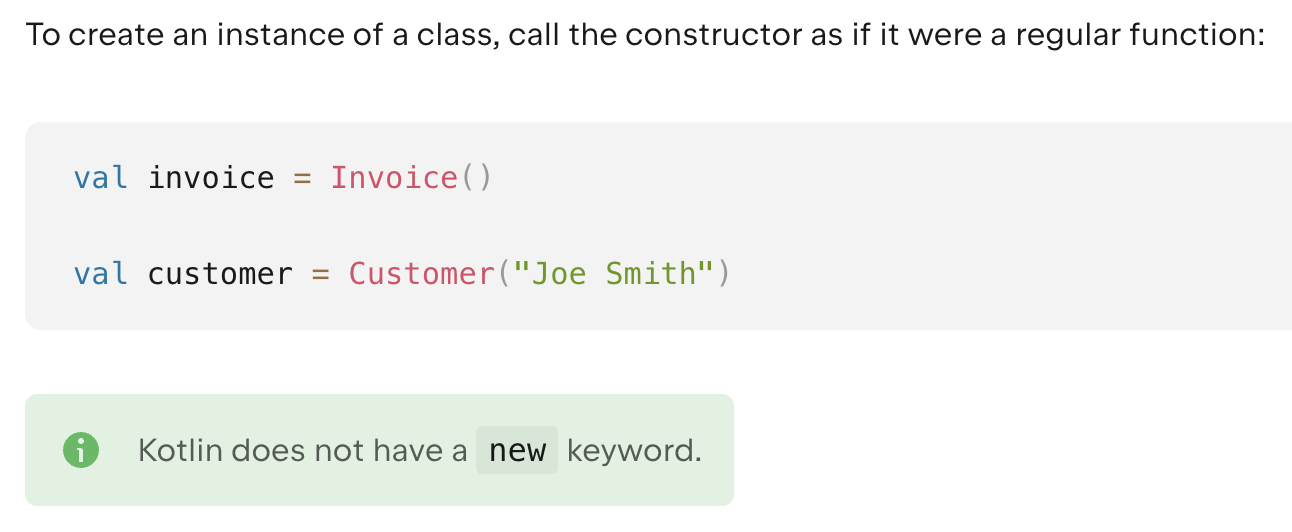 To create an instance of a class, call the constructor as if it were a regular function:
val invoice = Invoice()
val customer = Customer("Joe Smith")
Kotlin does not have a new keyword.